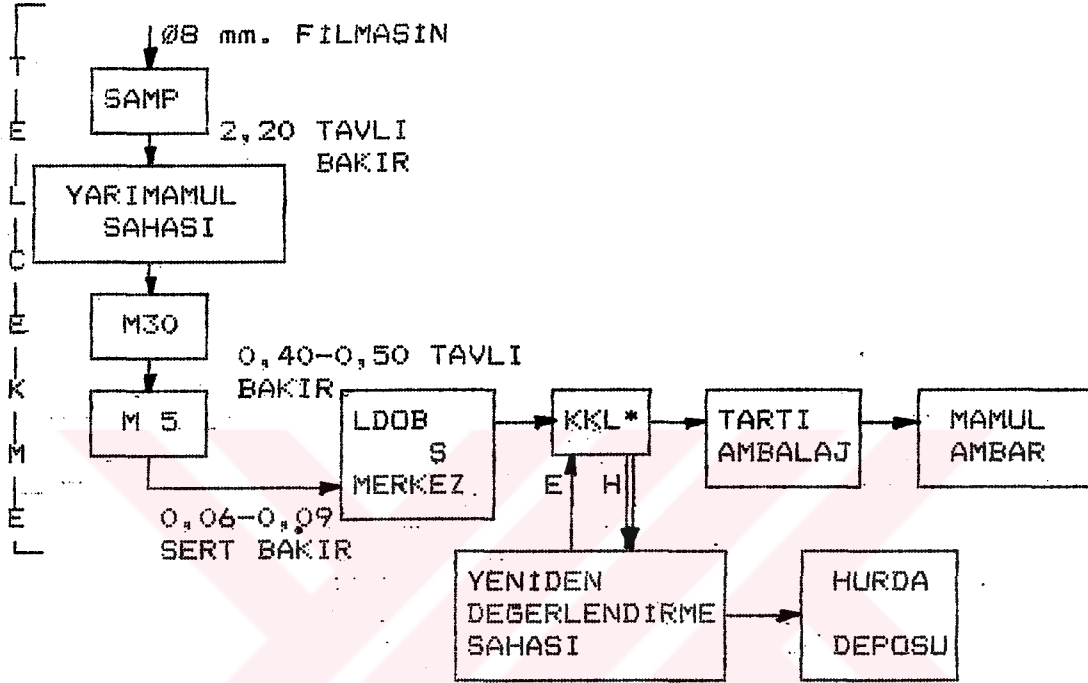 Ø8 mm. FİLMASİN
SAMP
2,20 TAVLI
BAKIR
YARIMAMUL
SAHASI
M30
0,40-0,50 TAVLI
BAKIR
M 5
TELÇEKME
LDOB
Ş
MERKEZ
KKL*
TARTI
AMBALAJ
MAMUL
AMBAR
E
H
0,06-0,09
SERT BAKIR
YENİDEN
DEĞERLENDİRME
SAHASI
HURDA
DEPOSU